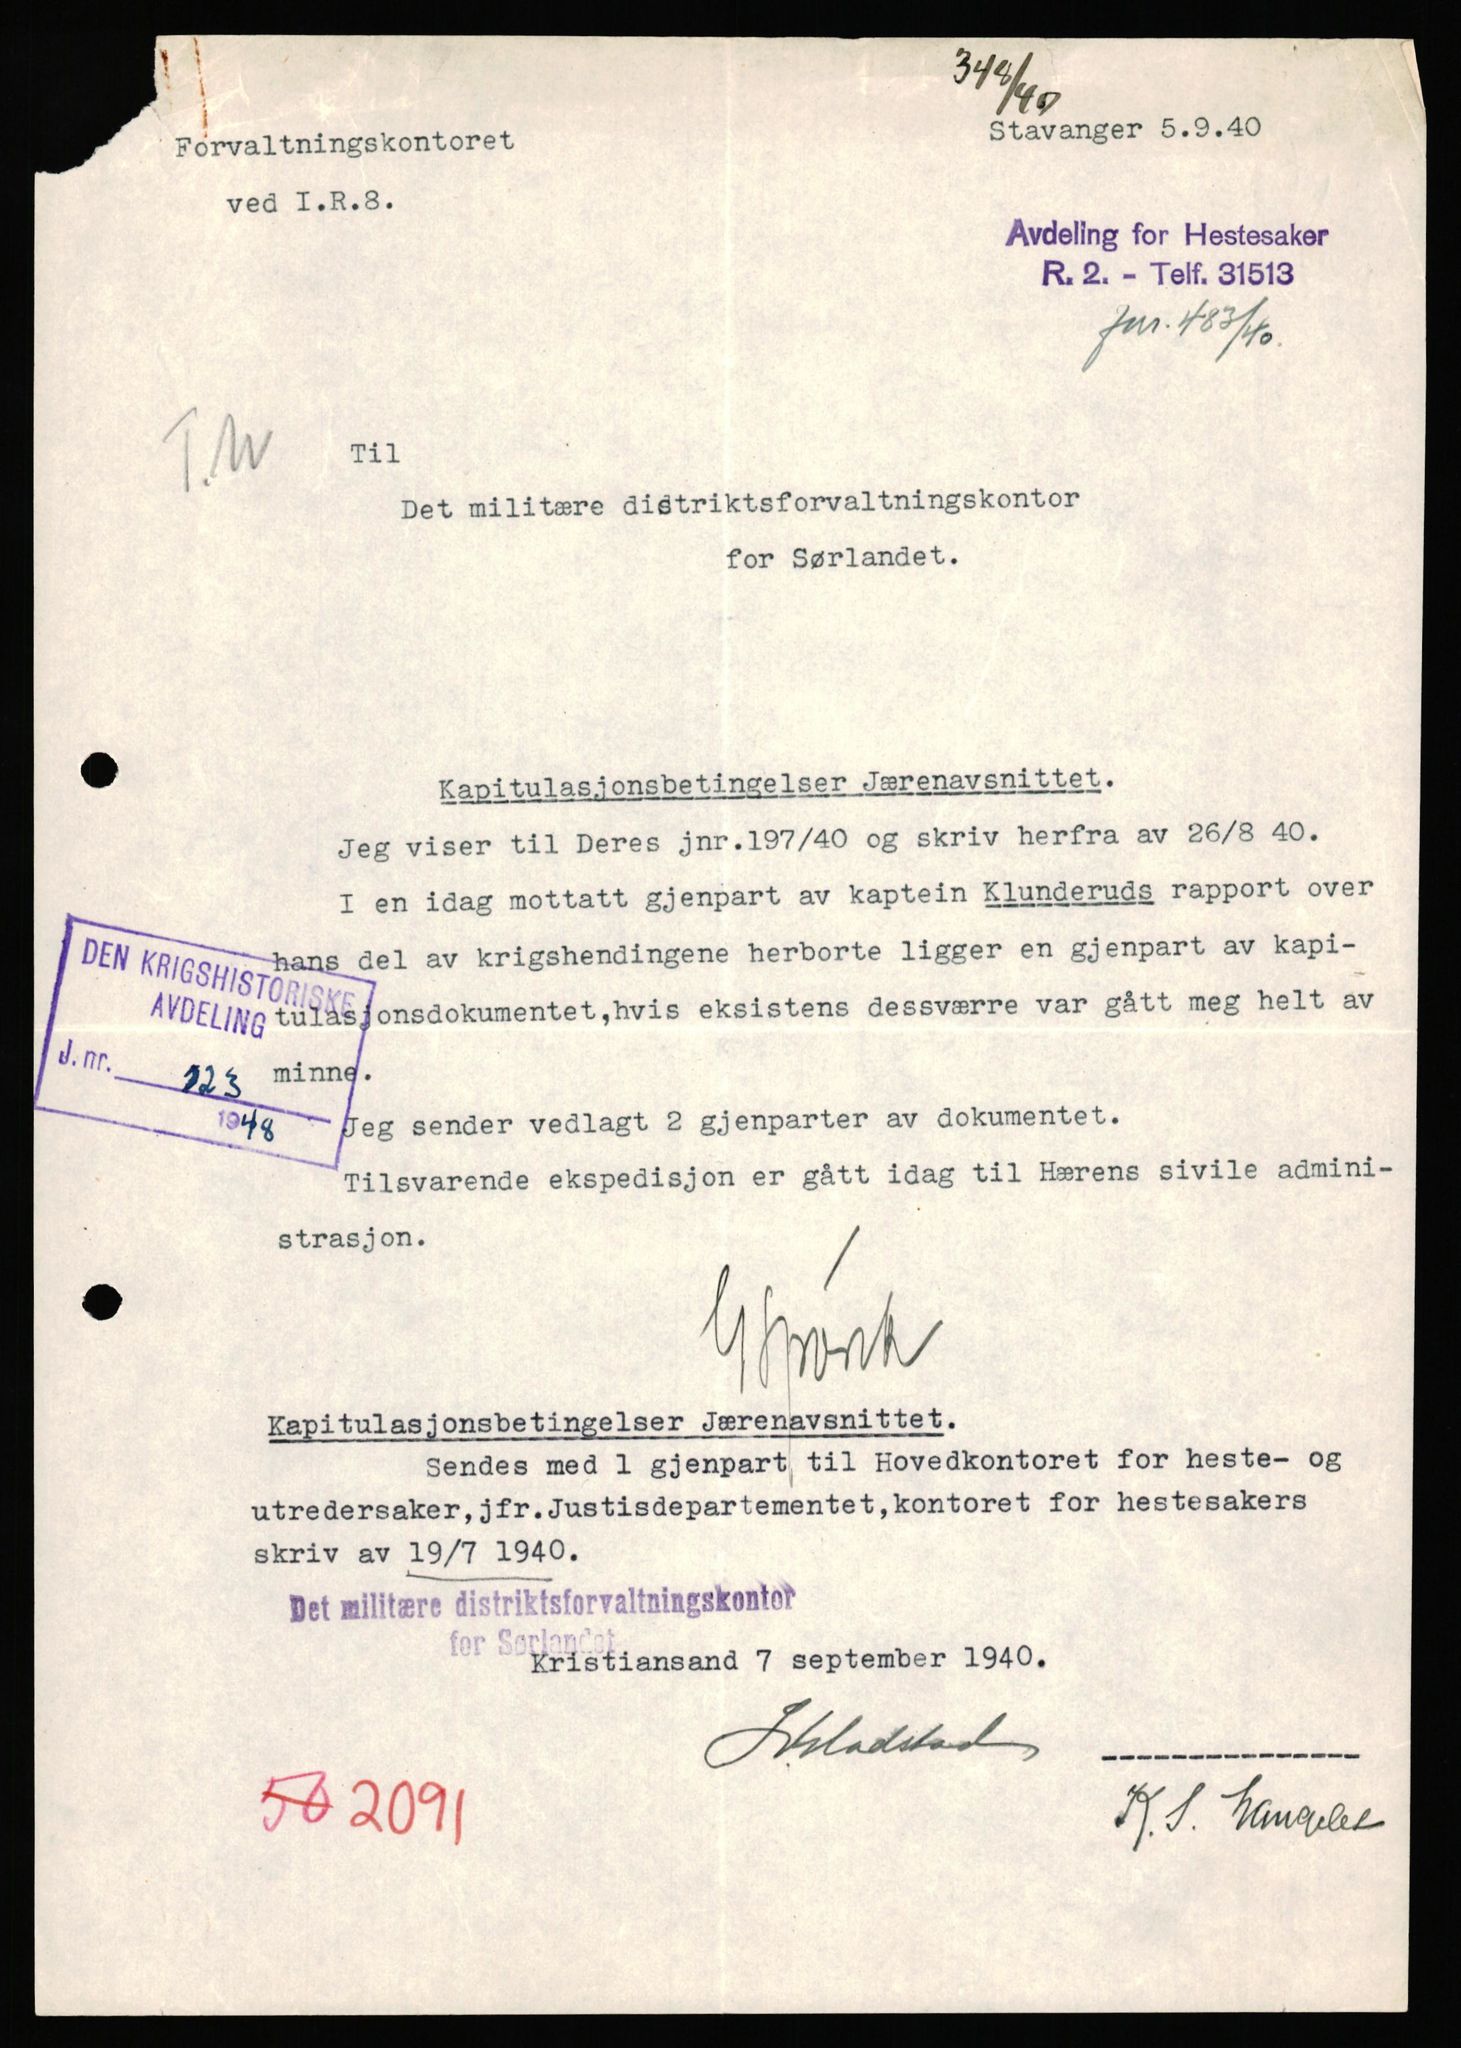 348/40
Forvaltningskontoret
Stavanger 5.9.40
ved I.R.8.
Avdeling for Hestesaker
R. 2. - Telf. 31513
jnr. 483/40.
Til
Det militære distriktsforvaltningskontor
for Sørlandet.
Kapitulasjonsbetingelser Jærenavsnittet.
Jeg viser til Deres jnr.197/40 og skriv herfra av 26/8 40.
I en idag mottatt gjenpart av kaptein Klunderuds rapport over
hans del av krigshendingene herborte ligger en gjenpart av kapi-
tulasjonsdokumentet,hvis eksistens dessværre var gått meg helt av
minne.
DEN KRIGSHISTORISKE
AVDELING
J. nr. 123
1948
Jeg sender vedlagt 2 gjenparter av dokumentet.
Tilsvarende ekspedisjon er gått idag til Hærens sivile admini-
strasjon.
Kapitulasjonsbetingelser Jærenavsnittet.
Sendes med 1 gjenpart til Hovedkontoret for heste- og
utredersaker,jfr.Justisdepartementet,kontoret for hestesakers
skriv av 19/7 1940.
Det militære distriktsforvaltningskontor
for Sørlandet
Kristiansand 7 september 1940.
---------------
50 2091
K. S.